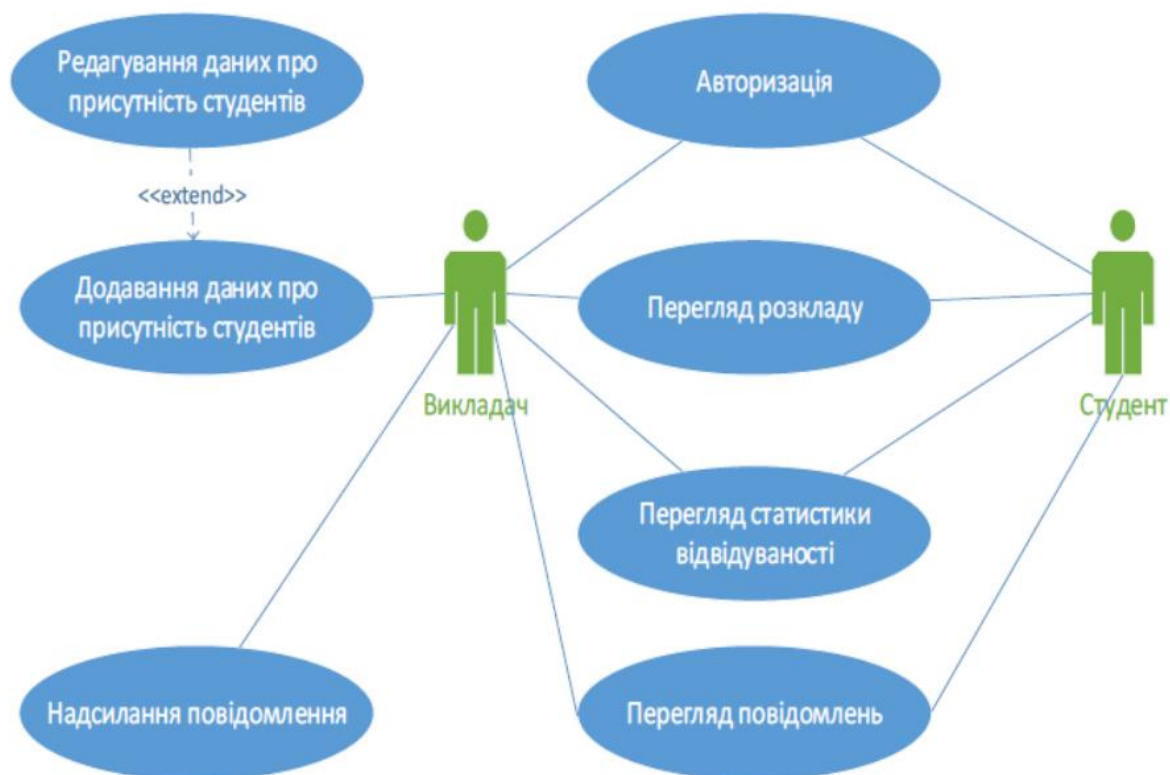 Редагування даних про
присутність студентів
Авторизація
<<extend>>
Додавання даних про
присутність студентів
Перегляд розкладу
Викладач
Студент
Перегляд статистики
відвідуваності
Надсилання повідомлення
Перегляд повідомлень